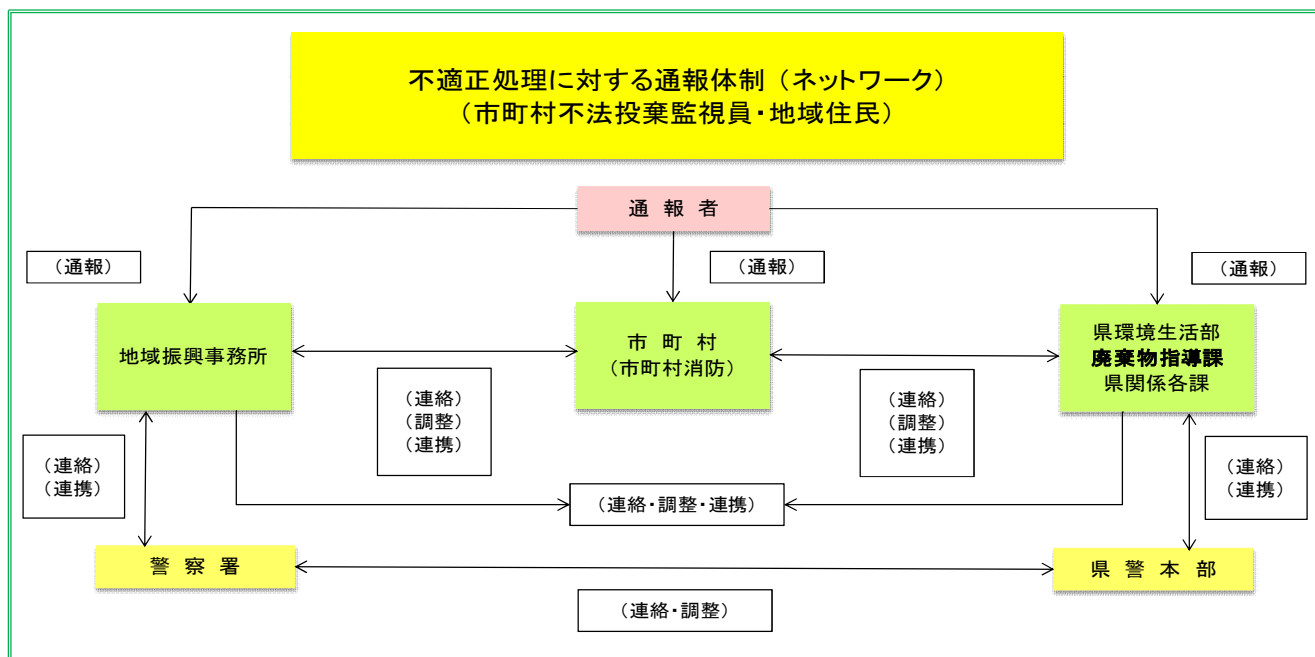 不適正処理に対する通報体制（ネットワーク）
（市町村不法投棄監視員・地域住民）
通 報 者
（通報）
（通報）
（通報）
地域振興事務所
市 町 村
（市町村消防）
県環境生活部
廃棄物指導課
県関係各課
（連絡）
（調整）
（連携）
（連絡）
（調整）
（連携）
（連絡）
（連携）
（連絡）
（連携）
（連絡・調整・連携）
警 察 署
県 警 本 部
（連絡・調整）